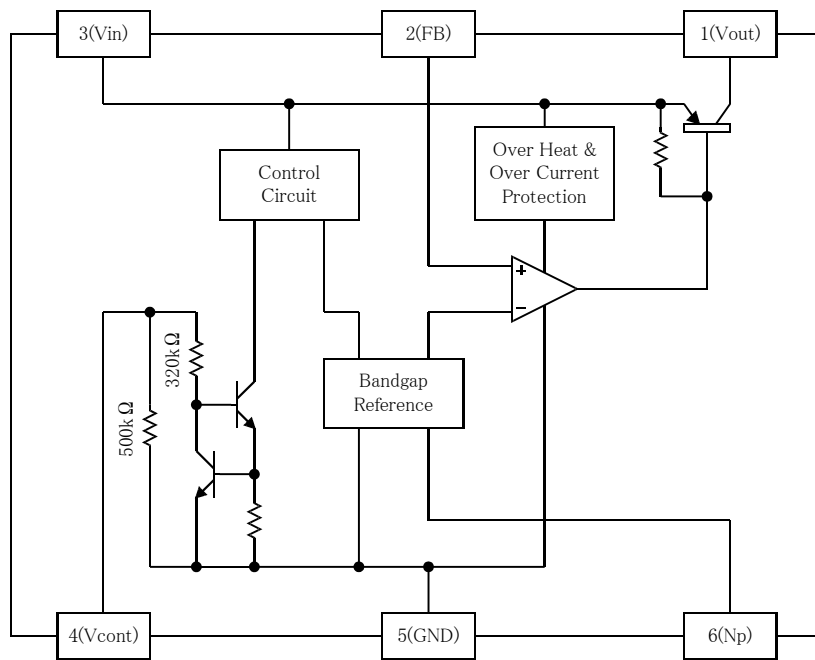 3(Vin)
2(FB)
1(Vout)
Control
Circuit
Over Heat &
Over Current
Protection
+
−
320kΩ
500kΩ
Bandgap
Reference
4(Vcont)
5(GND)
6(Np)